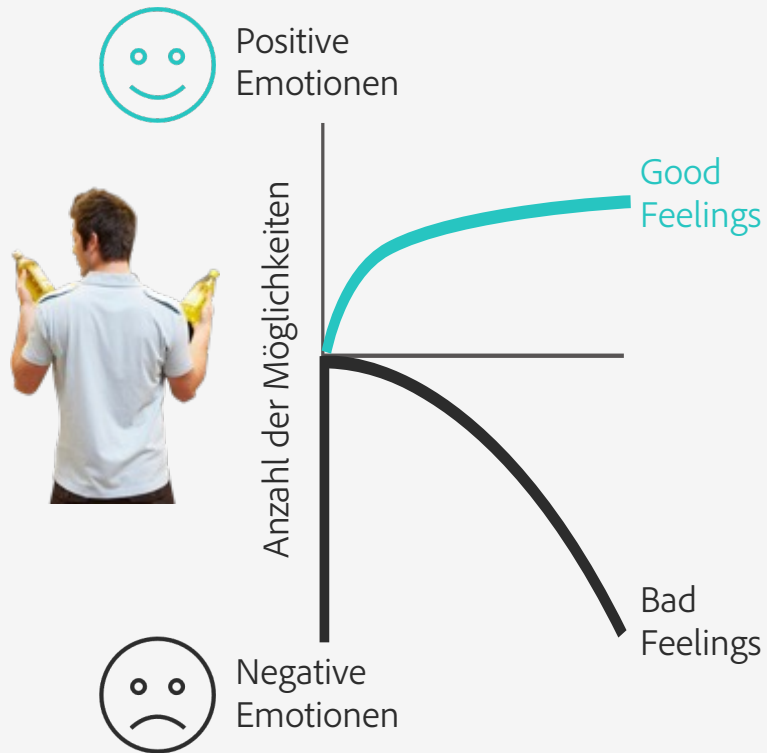 Positive
Emotionen
Good
Feelings
Anzahl der Möglichkeiten
Bad
Feelings
Negative
Emotionen